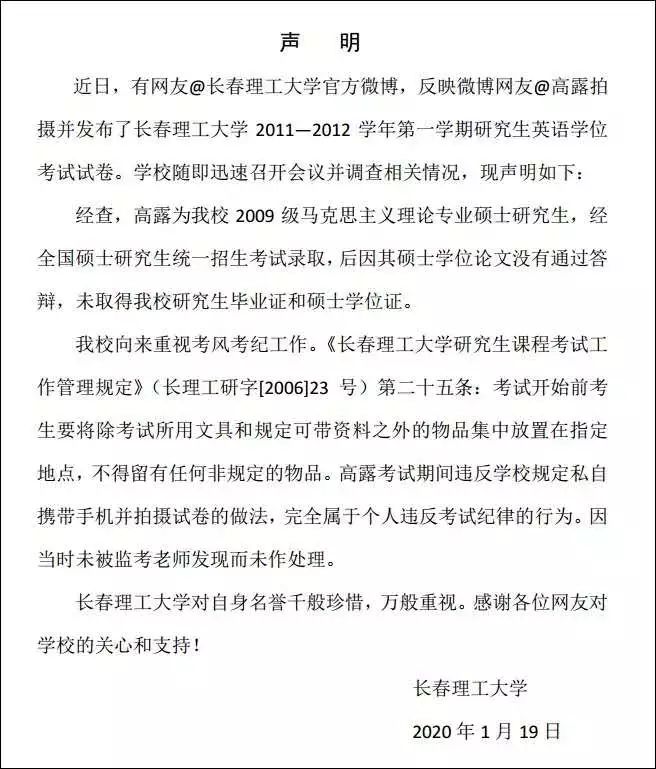 声 明
近日，有网友@长春理工大学官方微博，反映微博网友@高露拍
摄并发布了长春理工大学 2011—2012 学年第一学期研究生英语学位
考试试卷。学校随即迅速召开会议并调查相关情况，现声明如下：
经查，高露为我校 2009 级马克思主义理论专业硕士研究生，经
全国硕士研究生统一招生考试录取，后因其硕士学位论文没有通过答
辩，未取得我校研究生毕业证和硕士学位证。
我校向来重视考风考纪工作。《长春理工大学研究生课程考试工
作管理规定》（长理工研字[2006]23 号）第二十五条：考试开始前考
生要将除考试所用文具和规定可带资料之外的物品集中放置在指定
地点，不得留有任何非规定的物品。高露考试期间违反学校规定私自
携带手机并拍摄试卷的做法，完全属于个人违反考试纪律的行为。因
当时未被监考老师发现而未作处理。
长春理工大学对自身名誉千般珍惜，万般重视。感谢各位网友对
学校的关心和支持！
长春理工大学
2020 年 1 月 19 日